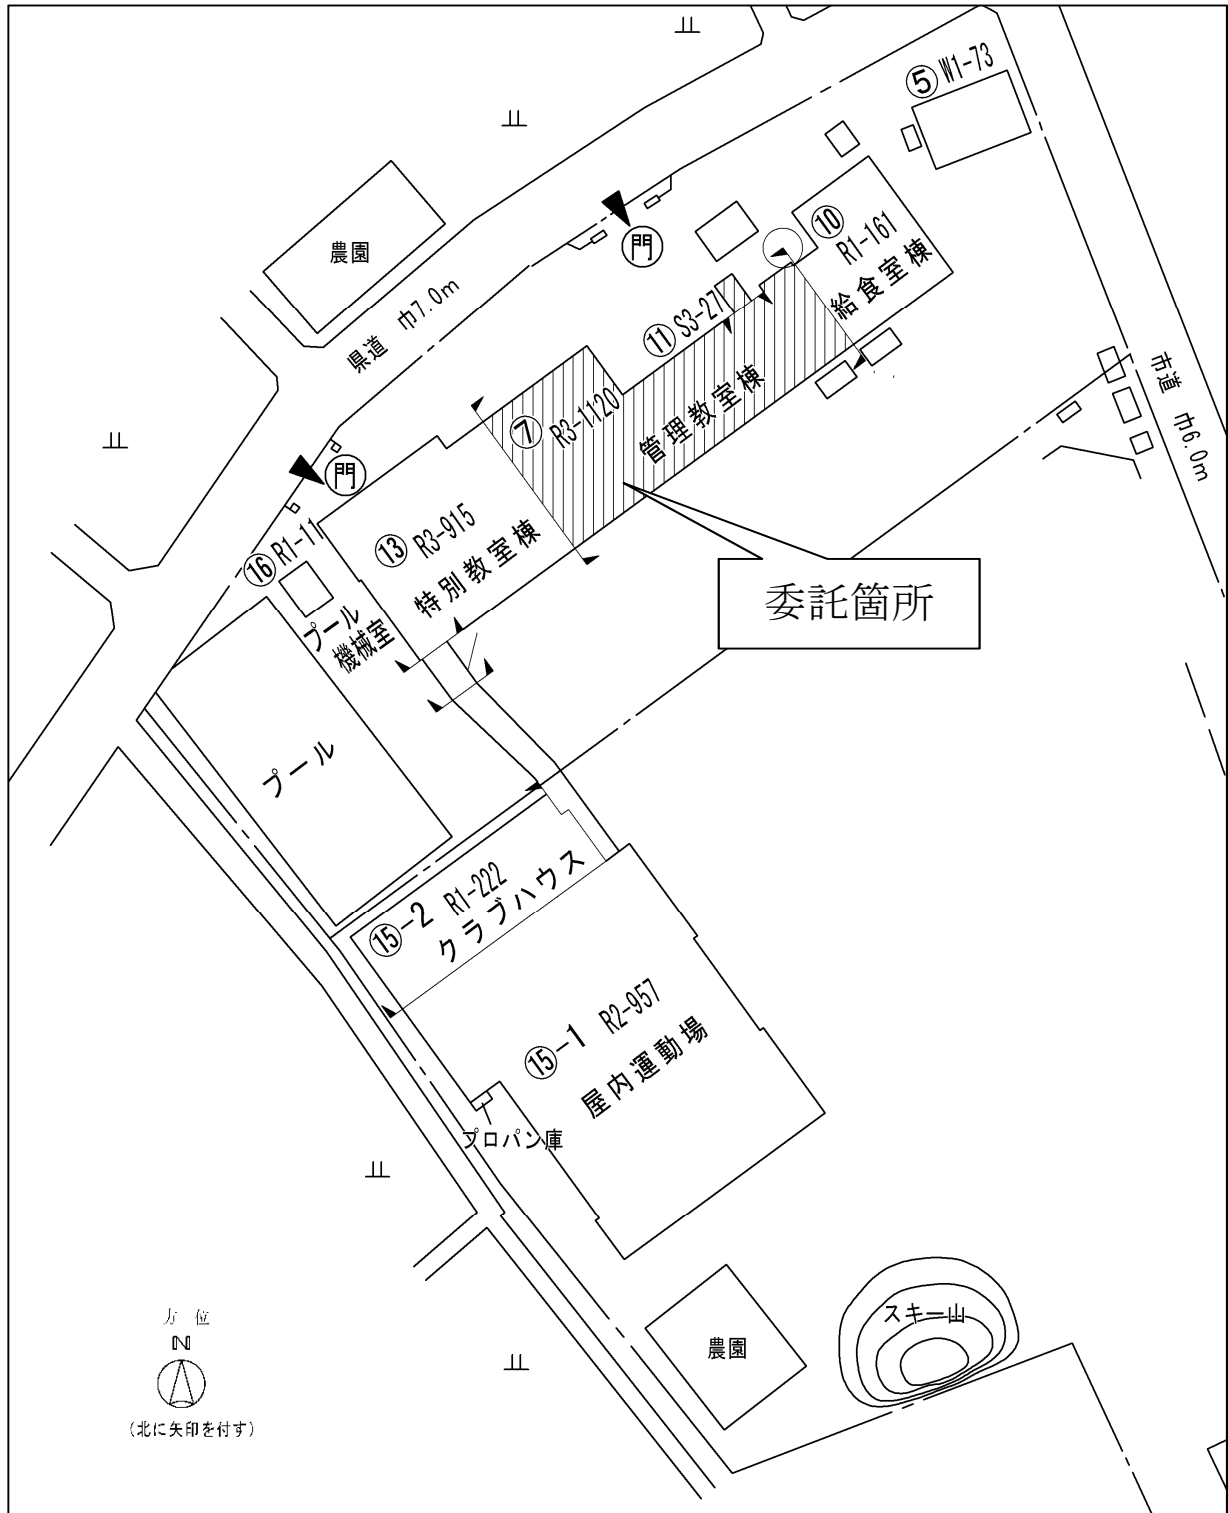 ⑤ W1-73
⑩ R1-161
給食室棟
門
農園
県道 巾7.0m
⑪ S3-27
市道 巾6.0m
⑦ R3-1120
管理教室棟
門
⑬ R3-915
特別教室棟
⑯ R1-11
プール
機械室
委託箇所
プール
⑮-2 R1-222
クラブハウス
⑮-1 R2-957
屋内運動場
プロパン庫
スキー山
農園
方位
N
(北に矢印を付す)